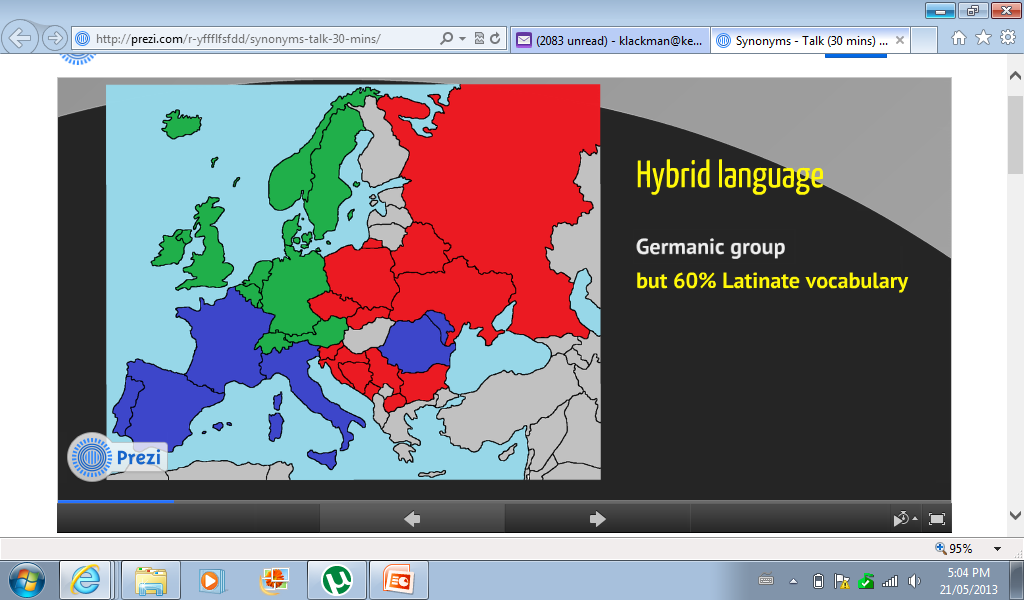 http://prezi.com/r-yffflfsfdd/synonyms-talk-30-mins/
(2083 unread) - klackman@ke...
Synonyms - Talk (30 mins) ...
Hybrid language
Germanic group
but 60% Latinate vocabulary
Prezi
95%
5:04 PM
21/05/2013